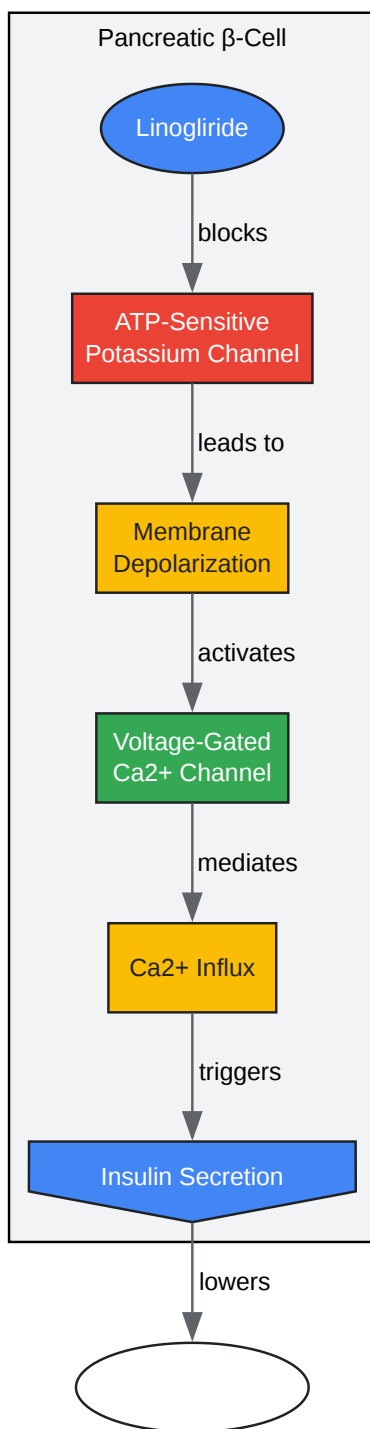 Pancreatic β-Cell
Linogliride
blocks
ATP-Sensitive
Potassium Channel
leads to
Membrane
Depolarization
activates
Voltage-Gated
Ca2+ Channel
mediates
Ca2+ Influx
triggers
Insulin Secretion
lowers